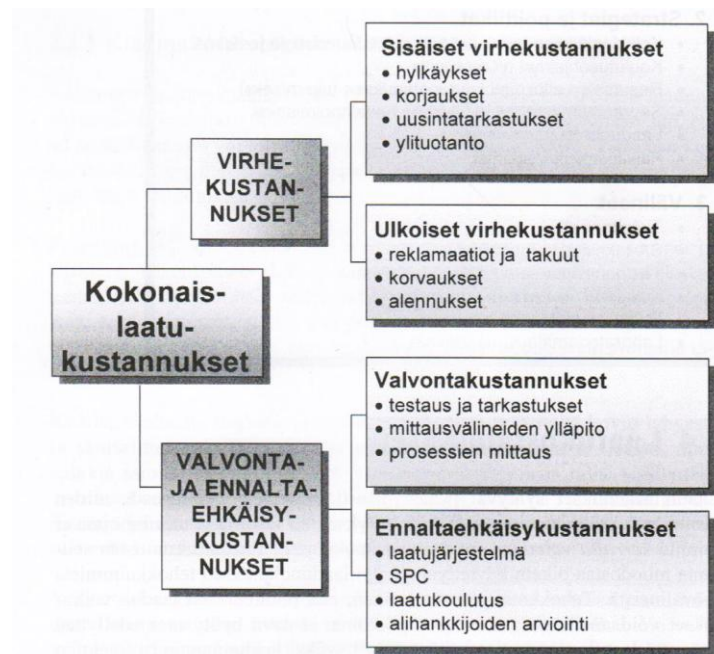 Sisäiset virhekustannukset
• hylkäykset
• korjaukset
• uusintatarkastukset
• ylituotanto
VIRHE-
KUSTAN-
NUKSET
Ulkoiset virhekustannukset
• reklamaatiot ja takuut
• korvaukset
• alennukset
Kokonais-
laatu-
kustannukset
Valvontakustannukset
• testaus ja tarkastukset
• mittausvälineiden ylläpito
• prosessien mittaus
VALVONTA-
JA ENNALTA-
EHKÄISY-
KUSTAN-
NUKSET
Ennaltaehkäisykustannukset
• laatujärjestelmä
• SPC
• laatukoulutus
• alihankkijoiden arviointi